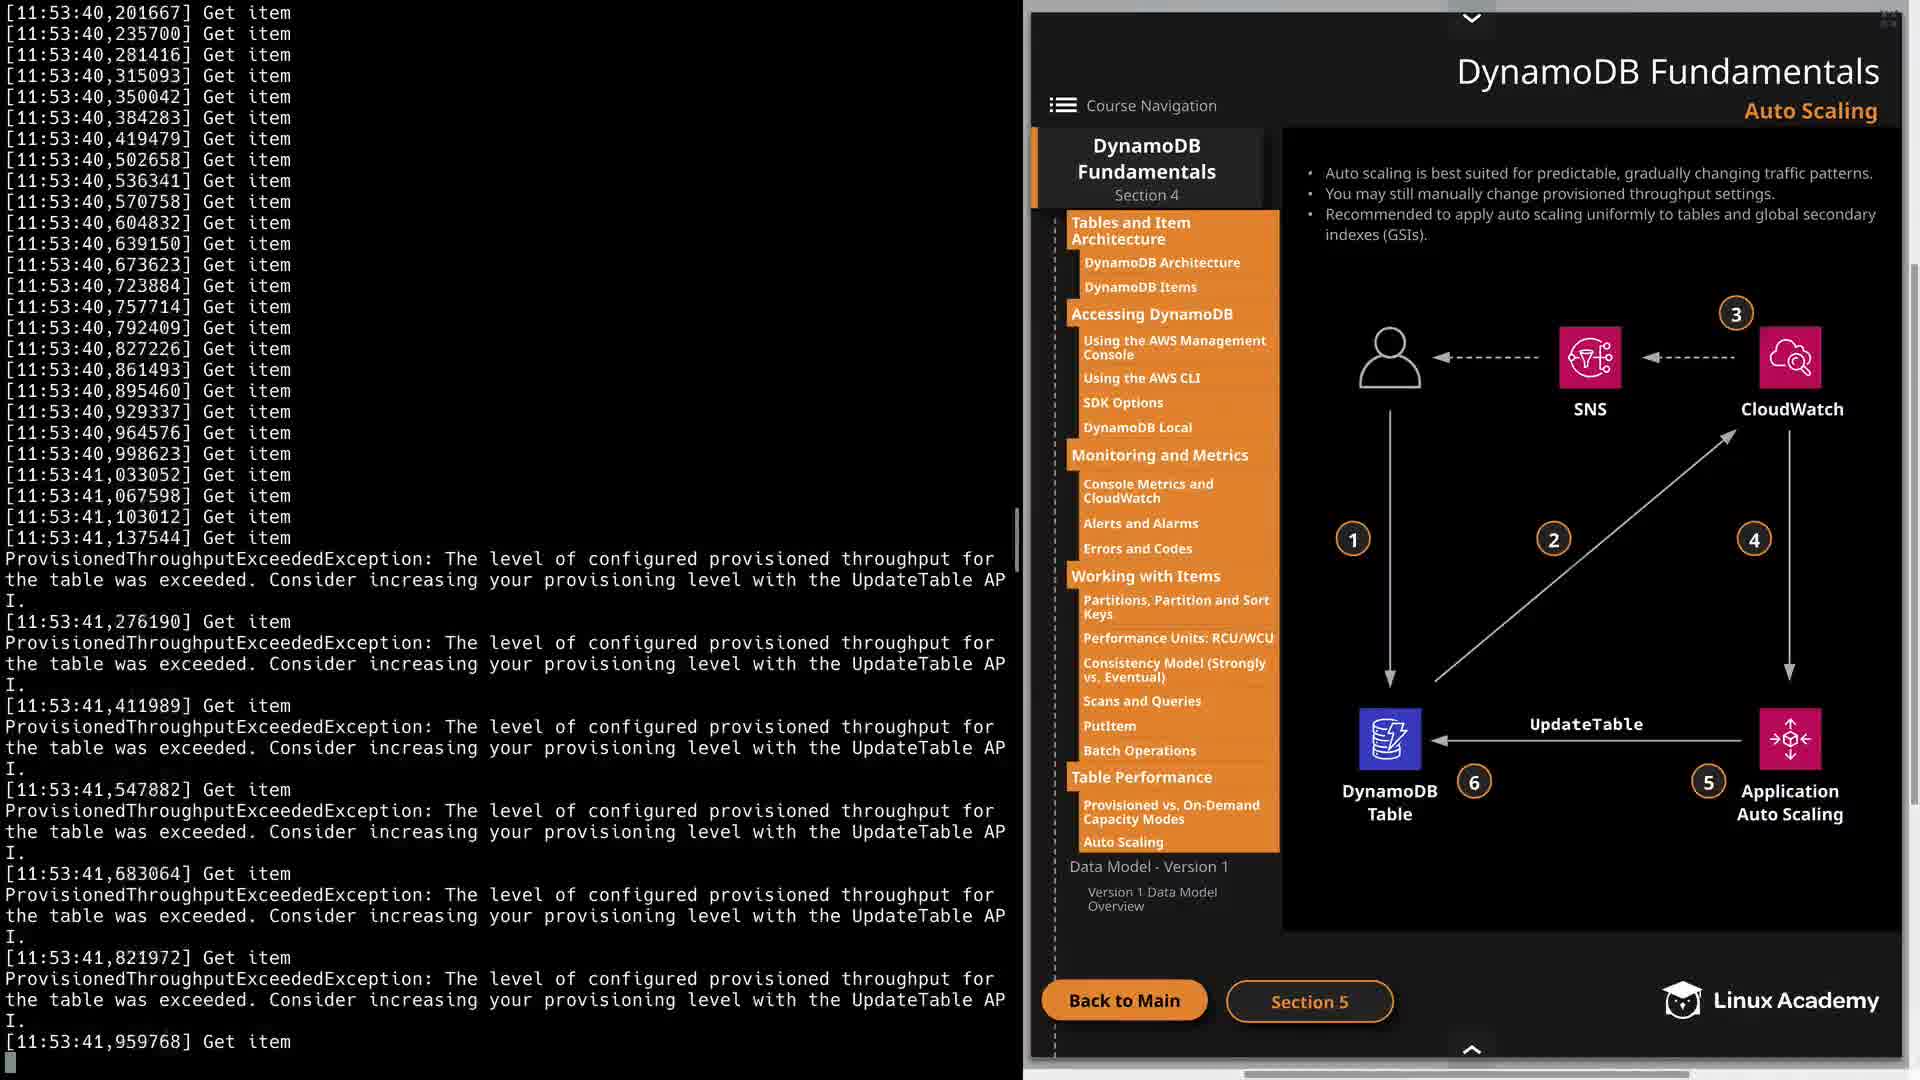 [11:53:40,201667] Get item
[11:53:40,235700] Get item
[11:53:40,281416] Get item
[11:53:40,315093] Get item
[11:53:40,350042] Get item
[11:53:40,384283] Get item
[11:53:40,419479] Get item
[11:53:40,502658] Get item
[11:53:40,536341] Get item
[11:53:40,570758] Get item
[11:53:40,604832] Get item
[11:53:40,639150] Get item
[11:53:40,673623] Get item
[11:53:40,723884] Get item
[11:53:40,757714] Get item
[11:53:40,792409] Get item
[11:53:40,827226] Get item
[11:53:40,861493] Get item
[11:53:40,895460] Get item
[11:53:40,929337] Get item
[11:53:40,964576] Get item
[11:53:40,998623] Get item
[11:53:41,033052] Get item
[11:53:41,067598] Get item
[11:53:41,103012] Get item
[11:53:41,137544] Get item
ProvisionedThroughputExceededException: The level of configured provisioned throughput for
the table was exceeded. Consider increasing your provisioning level with the UpdateTable AP
I.
[11:53:41,276190] Get item
ProvisionedThroughputExceededException: The level of configured provisioned throughput for
the table was exceeded. Consider increasing your provisioning level with the UpdateTable AP
I.
[11:53:41,411989] Get item
ProvisionedThroughputExceededException: The level of configured provisioned throughput for
the table was exceeded. Consider increasing your provisioning level with the UpdateTable AP
I.
[11:53:41,547882] Get item
ProvisionedThroughputExceededException: The level of configured provisioned throughput for
the table was exceeded. Consider increasing your provisioning level with the UpdateTable AP
I.
[11:53:41,683064] Get item
ProvisionedThroughputExceededException: The level of configured provisioned throughput for
the table was exceeded. Consider increasing your provisioning level with the UpdateTable AP
I.
[11:53:41,821972] Get item
ProvisionedThroughputExceededException: The level of configured provisioned throughput for
the table was exceeded. Consider increasing your provisioning level with the UpdateTable AP
I.
[11:53:41,959768] Get item
DynamoDB Fundamentals
Auto Scaling
Course Navigation
DynamoDB
Fundamentals
Section 4
Tables and Item
Architecture
DynamoDB Architecture
DynamoDB Items
Accessing DynamoDB
Using the AWS Management
Console
Using the AWS CLI
SDK Options
DynamoDB Local
Monitoring and Metrics
Console Metrics and
CloudWatch
Alerts and Alarms
Errors and Codes
Working with Items
Partitions, Partition and Sort
Keys
Performance Units: RCU/WCU
Consistency Model (Strongly
vs. Eventual)
Scans and Queries
PutItem
Batch Operations
Table Performance
Provisioned vs. On-Demand
Capacity Modes
Auto Scaling
Data Model - Version 1
Version 1 Data Model
Overview
Back to Main
Section 5
• Auto scaling is best suited for predictable, gradually changing traffic patterns.
• You may still manually change provisioned throughput settings.
• Recommended to apply auto scaling uniformly to tables and global secondary
indexes (GSIs).
3
SNS
CloudWatch
1
2
4
UpdateTable
6
5
DynamoDB
Table
Application
Auto Scaling
Linux Academy